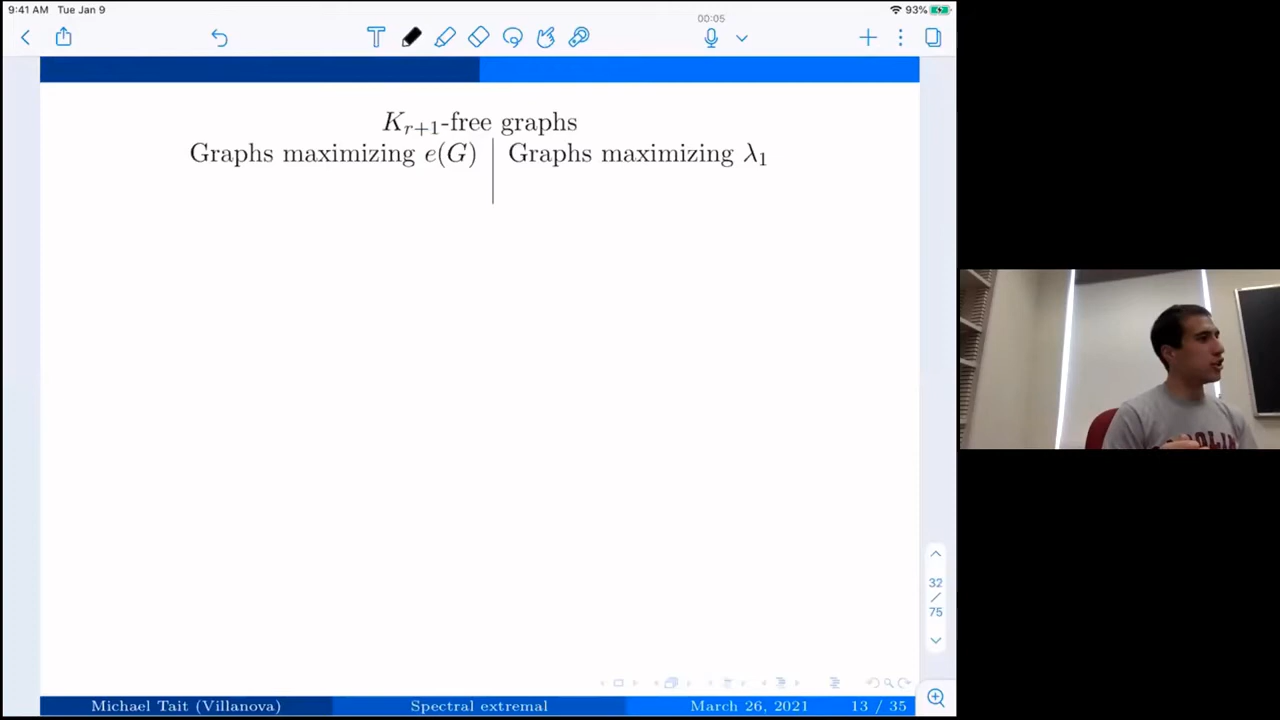 9:41 AM Tue Jan 9
93%
00:05
T
K_{r+1}-free graphs
Graphs maximizing e(G) | Graphs maximizing λ₁
32
/
75
Michael Tait (Villanova) Spectral extremal March 26, 2021 13 / 35